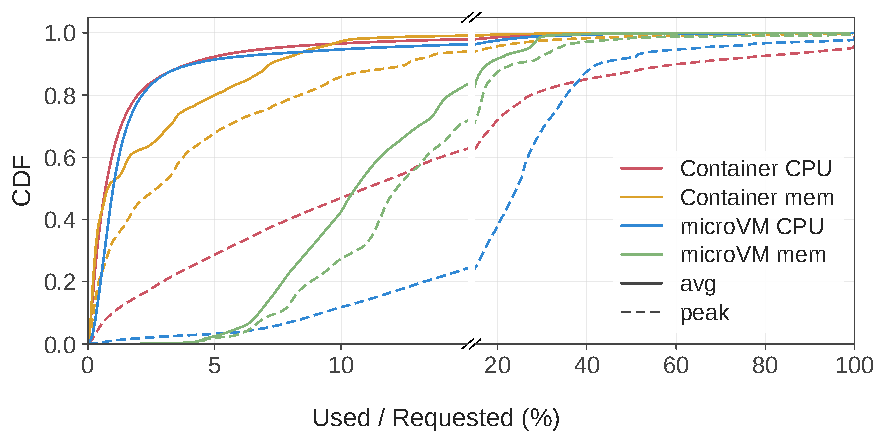 1.0
0.8
0.6
0.4
0.2
0.0
CDF
0 5 10 20 40 60 80 100
Used / Requested (%)
Container CPU
Container mem
microVM CPU
microVM mem
avg
peak